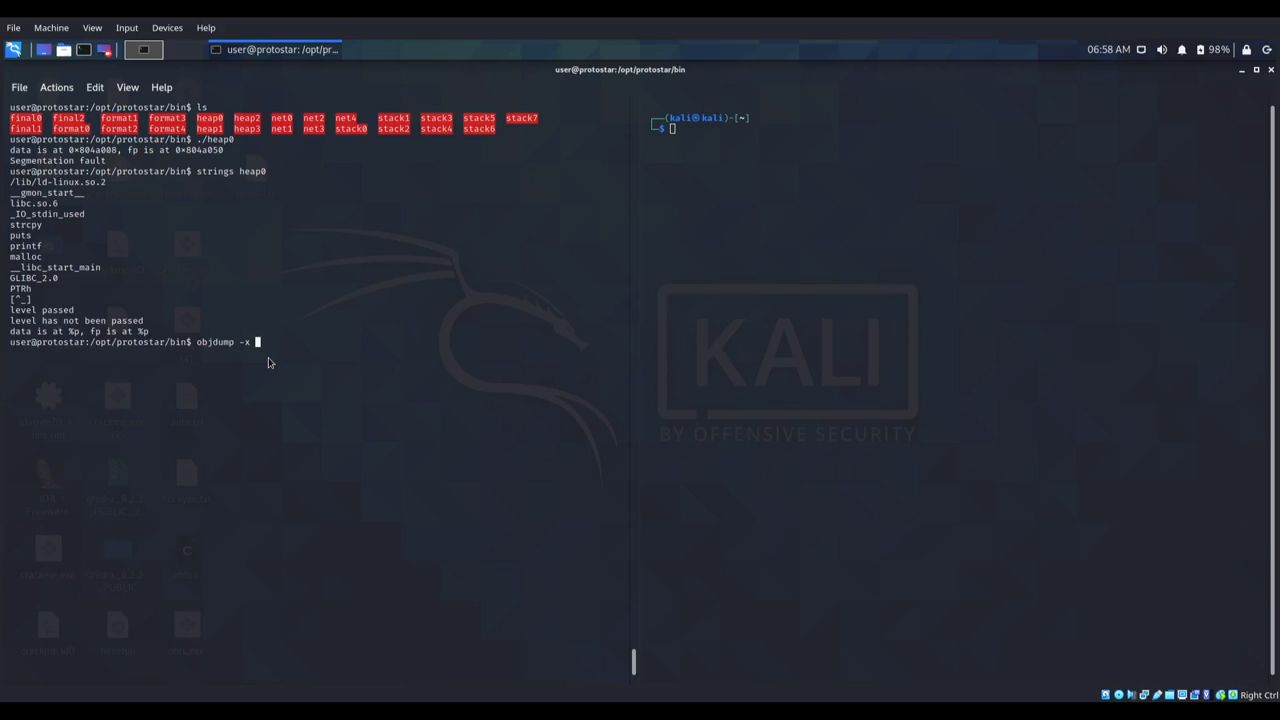 File Machine View Input Devices Help
user@protostar: /opt/pr... 06:58 AM 98%
user@protostar:/opt/protostar/bin
File Actions Edit View Help
user@protostar:/opt/protostar/bin$ ls
final0 final2 format1 format3 heap0 heap2 net0 net2 net4 stack1 stack3 stack5 stack7
final1 format0 format2 format4 heap1 heap3 net1 net3 stack0 stack2 stack4 stack6
user@protostar:/opt/protostar/bin$ ./heap0
data is at 0×804a008, fp is at 0×804a050
Segmentation fault
user@protostar:/opt/protostar/bin$ strings heap0
/lib/ld-linux.so.2
__gmon_start__
libc.so.6
_IO_stdin_used
strcpy
puts
printf
malloc
__libc_start_main
GLIBC_2.0
PTRh
[^_]
level passed
level has not been passed
data is at %p, fp is at %p
user@protostar:/opt/protostar/bin$ objdump -x
(kali㉿kali)-[~]
$
KALI
BY OFFENSIVE SECURITY
Right Ctrl